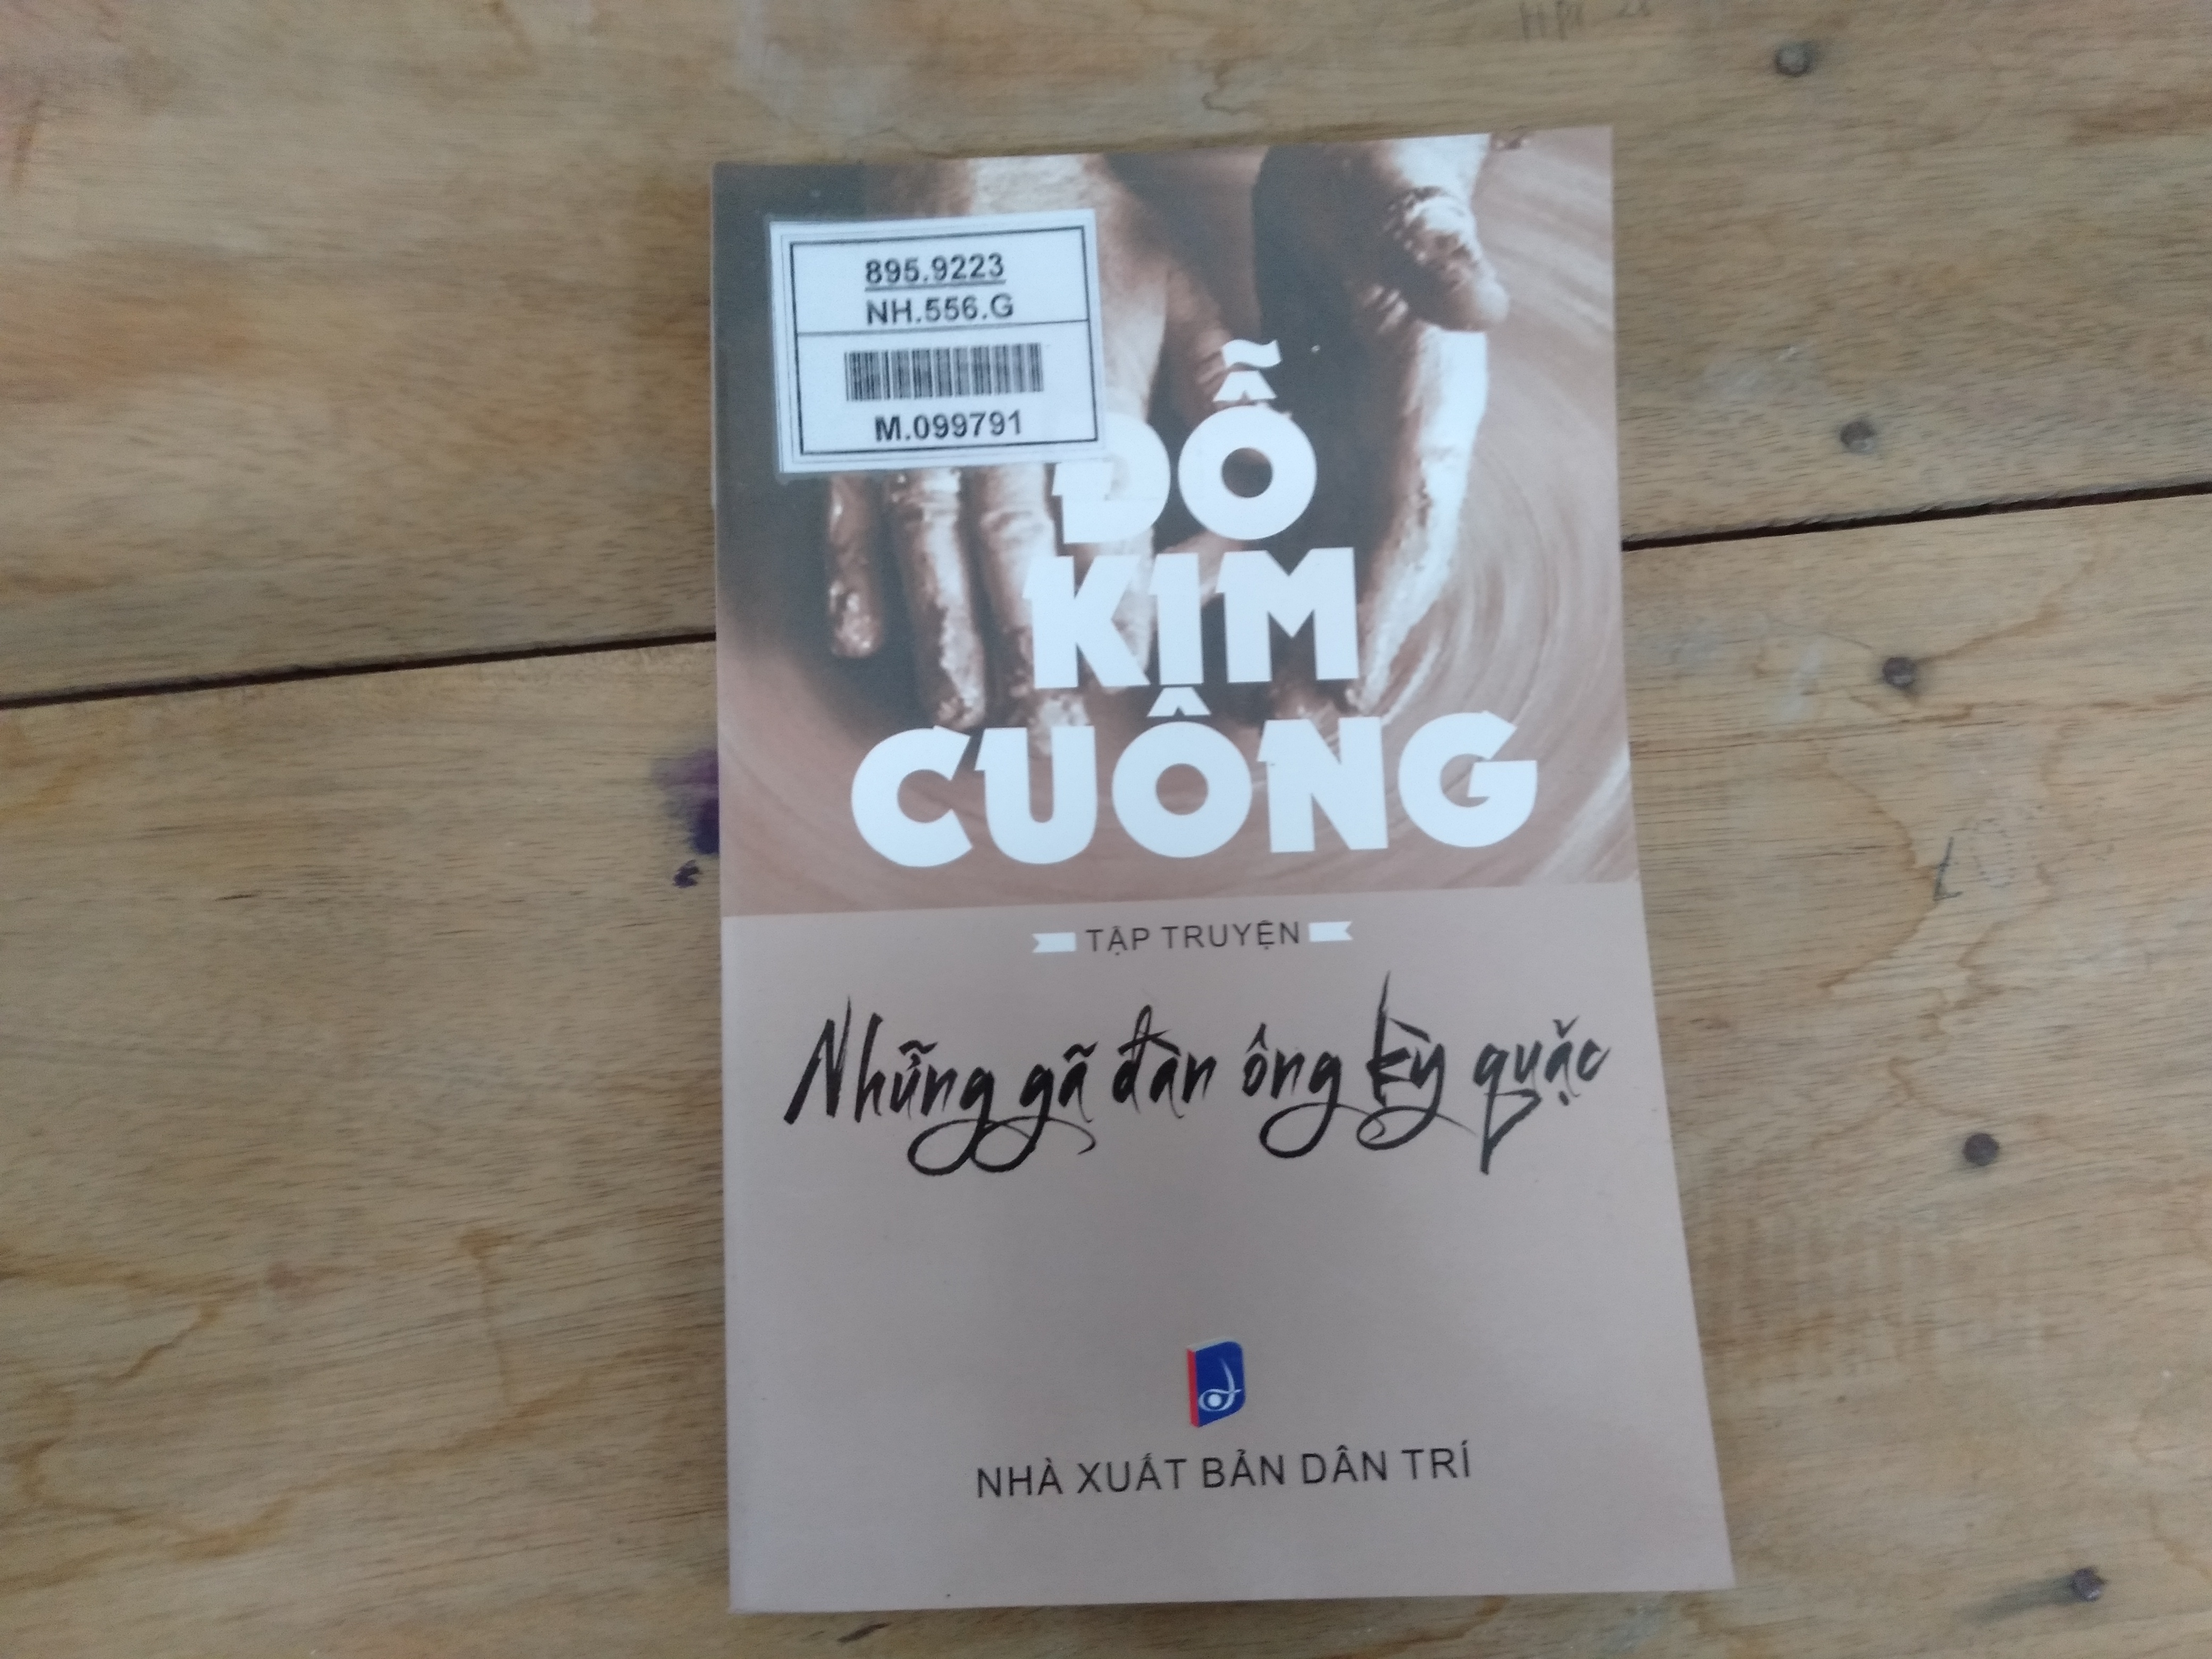 895.9223
NH.556.G
M.099791
ĐỖ
KIM
CUÔNG
TẬP TRUYỆN
Những gã đàn ông kỳ quặc
NHÀ XUẤT BẢN DÂN TRÍ